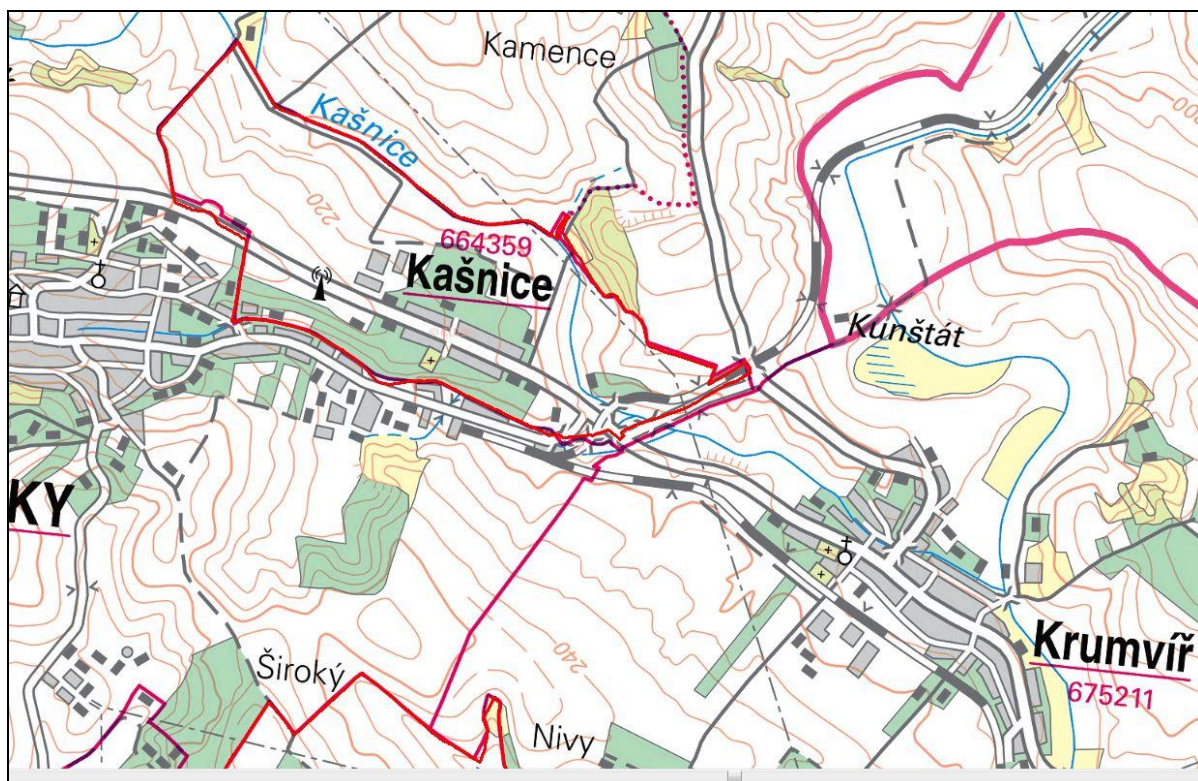 Kamence
Kašnice
220
664359
Kašnice
Kunštát
KY
Široký
240
Nivy
Krumvíř
675211